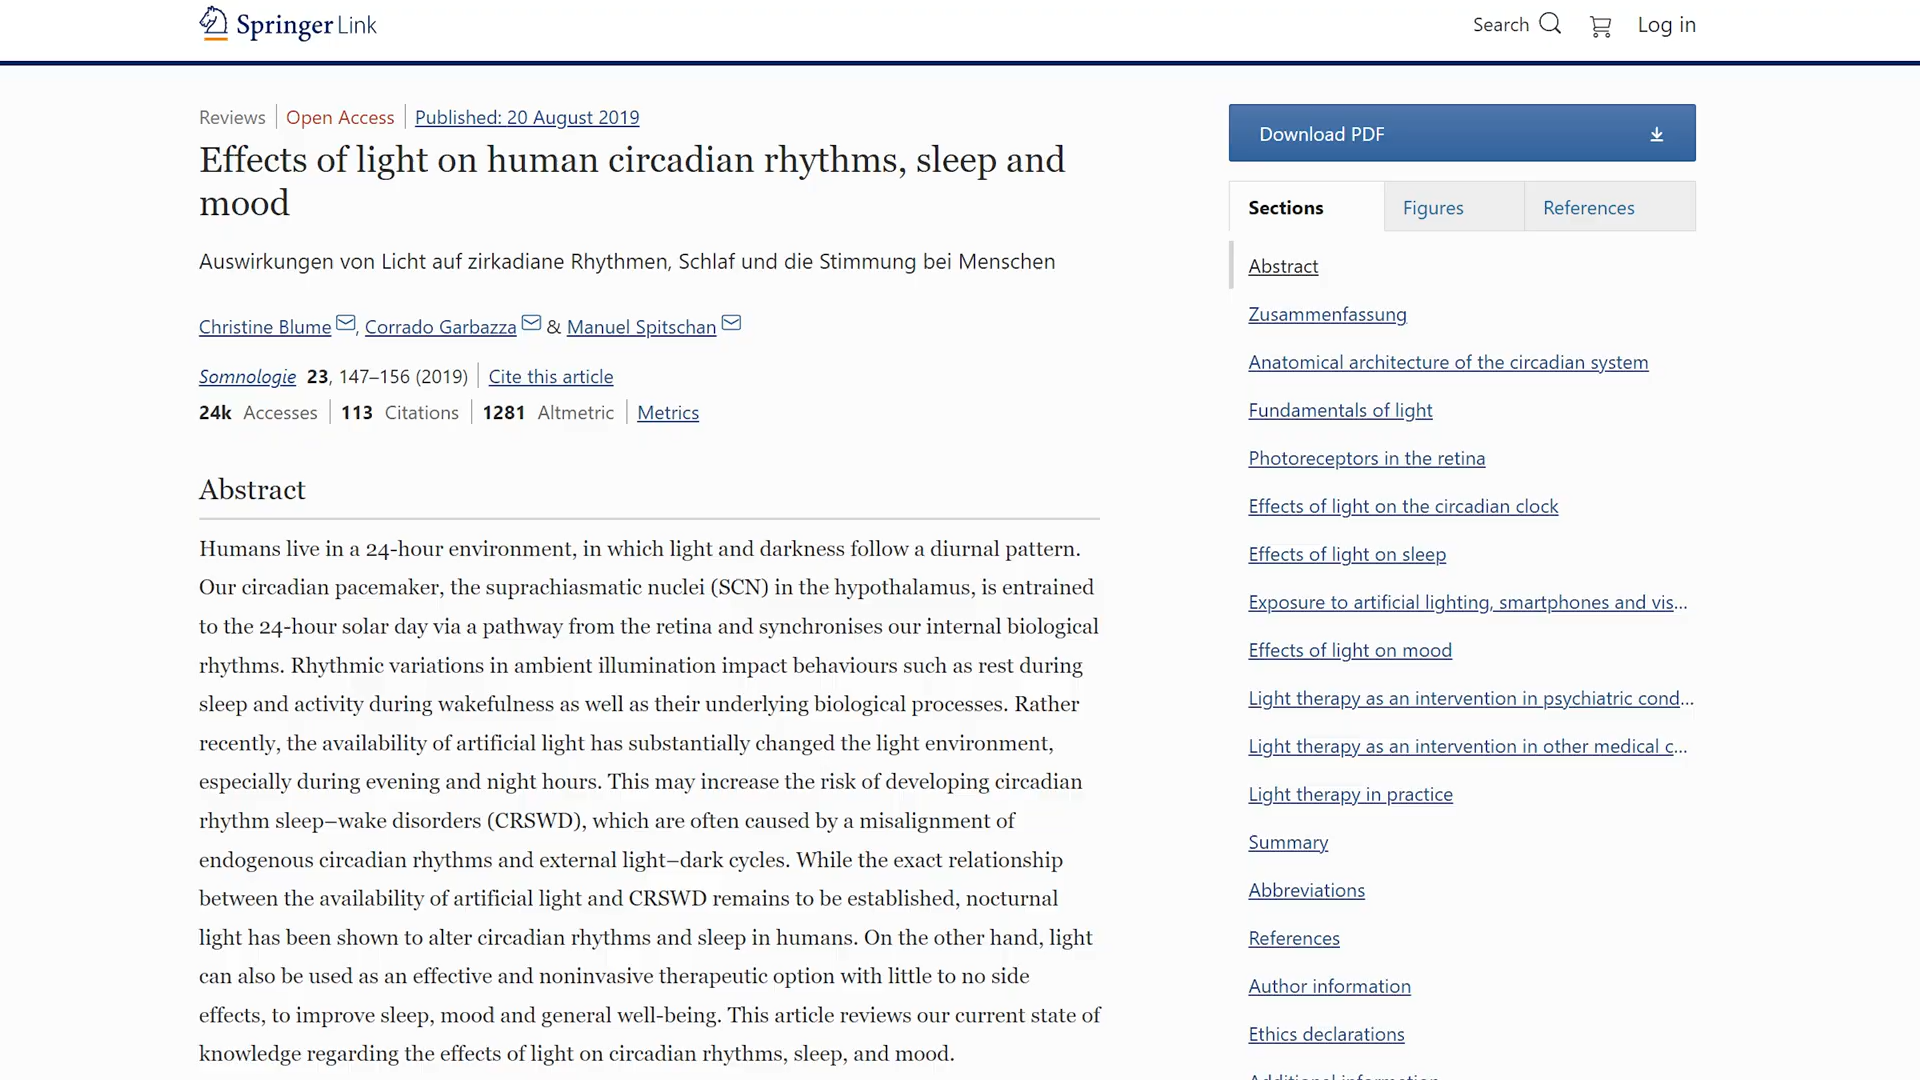 Springer Link
Search
Log in
Reviews Open Access Published: 20 August 2019
Effects of light on human circadian rhythms, sleep and
mood
Auswirkungen von Licht auf zirkadiane Rhythmen, Schlaf und die Stimmung bei Menschen
Christine Blume, Corrado Garbazza & Manuel Spitschan
Somnologie 23, 147–156 (2019) Cite this article
24k Accesses 113 Citations 1281 Altmetric Metrics
Abstract
Humans live in a 24-hour environment, in which light and darkness follow a diurnal pattern.
Our circadian pacemaker, the suprachiasmatic nuclei (SCN) in the hypothalamus, is entrained
to the 24-hour solar day via a pathway from the retina and synchronises our internal biological
rhythms. Rhythmic variations in ambient illumination impact behaviours such as rest during
sleep and activity during wakefulness as well as their underlying biological processes. Rather
recently, the availability of artificial light has substantially changed the light environment,
especially during evening and night hours. This may increase the risk of developing circadian
rhythm sleep–wake disorders (CRSWD), which are often caused by a misalignment of
endogenous circadian rhythms and external light–dark cycles. While the exact relationship
between the availability of artificial light and CRSWD remains to be established, nocturnal
light has been shown to alter circadian rhythms and sleep in humans. On the other hand, light
can also be used as an effective and noninvasive therapeutic option with little to no side
effects, to improve sleep, mood and general well-being. This article reviews our current state of
knowledge regarding the effects of light on circadian rhythms, sleep, and mood.
Download PDF
Sections Figures References
Abstract
Zusammenfassung
Anatomical architecture of the circadian system
Fundamentals of light
Photoreceptors in the retina
Effects of light on the circadian clock
Effects of light on sleep
Exposure to artificial lighting, smartphones and vis...
Effects of light on mood
Light therapy as an intervention in psychiatric cond...
Light therapy as an intervention in other medical c...
Light therapy in practice
Summary
Abbreviations
References
Author information
Ethics declarations
Additional information